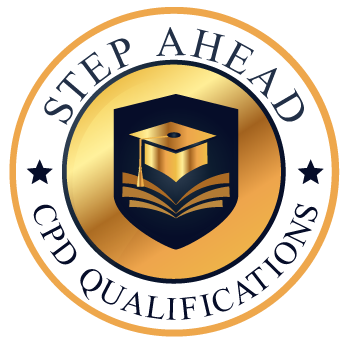 STEP AHEAD
CPD QUALIFICATIONS